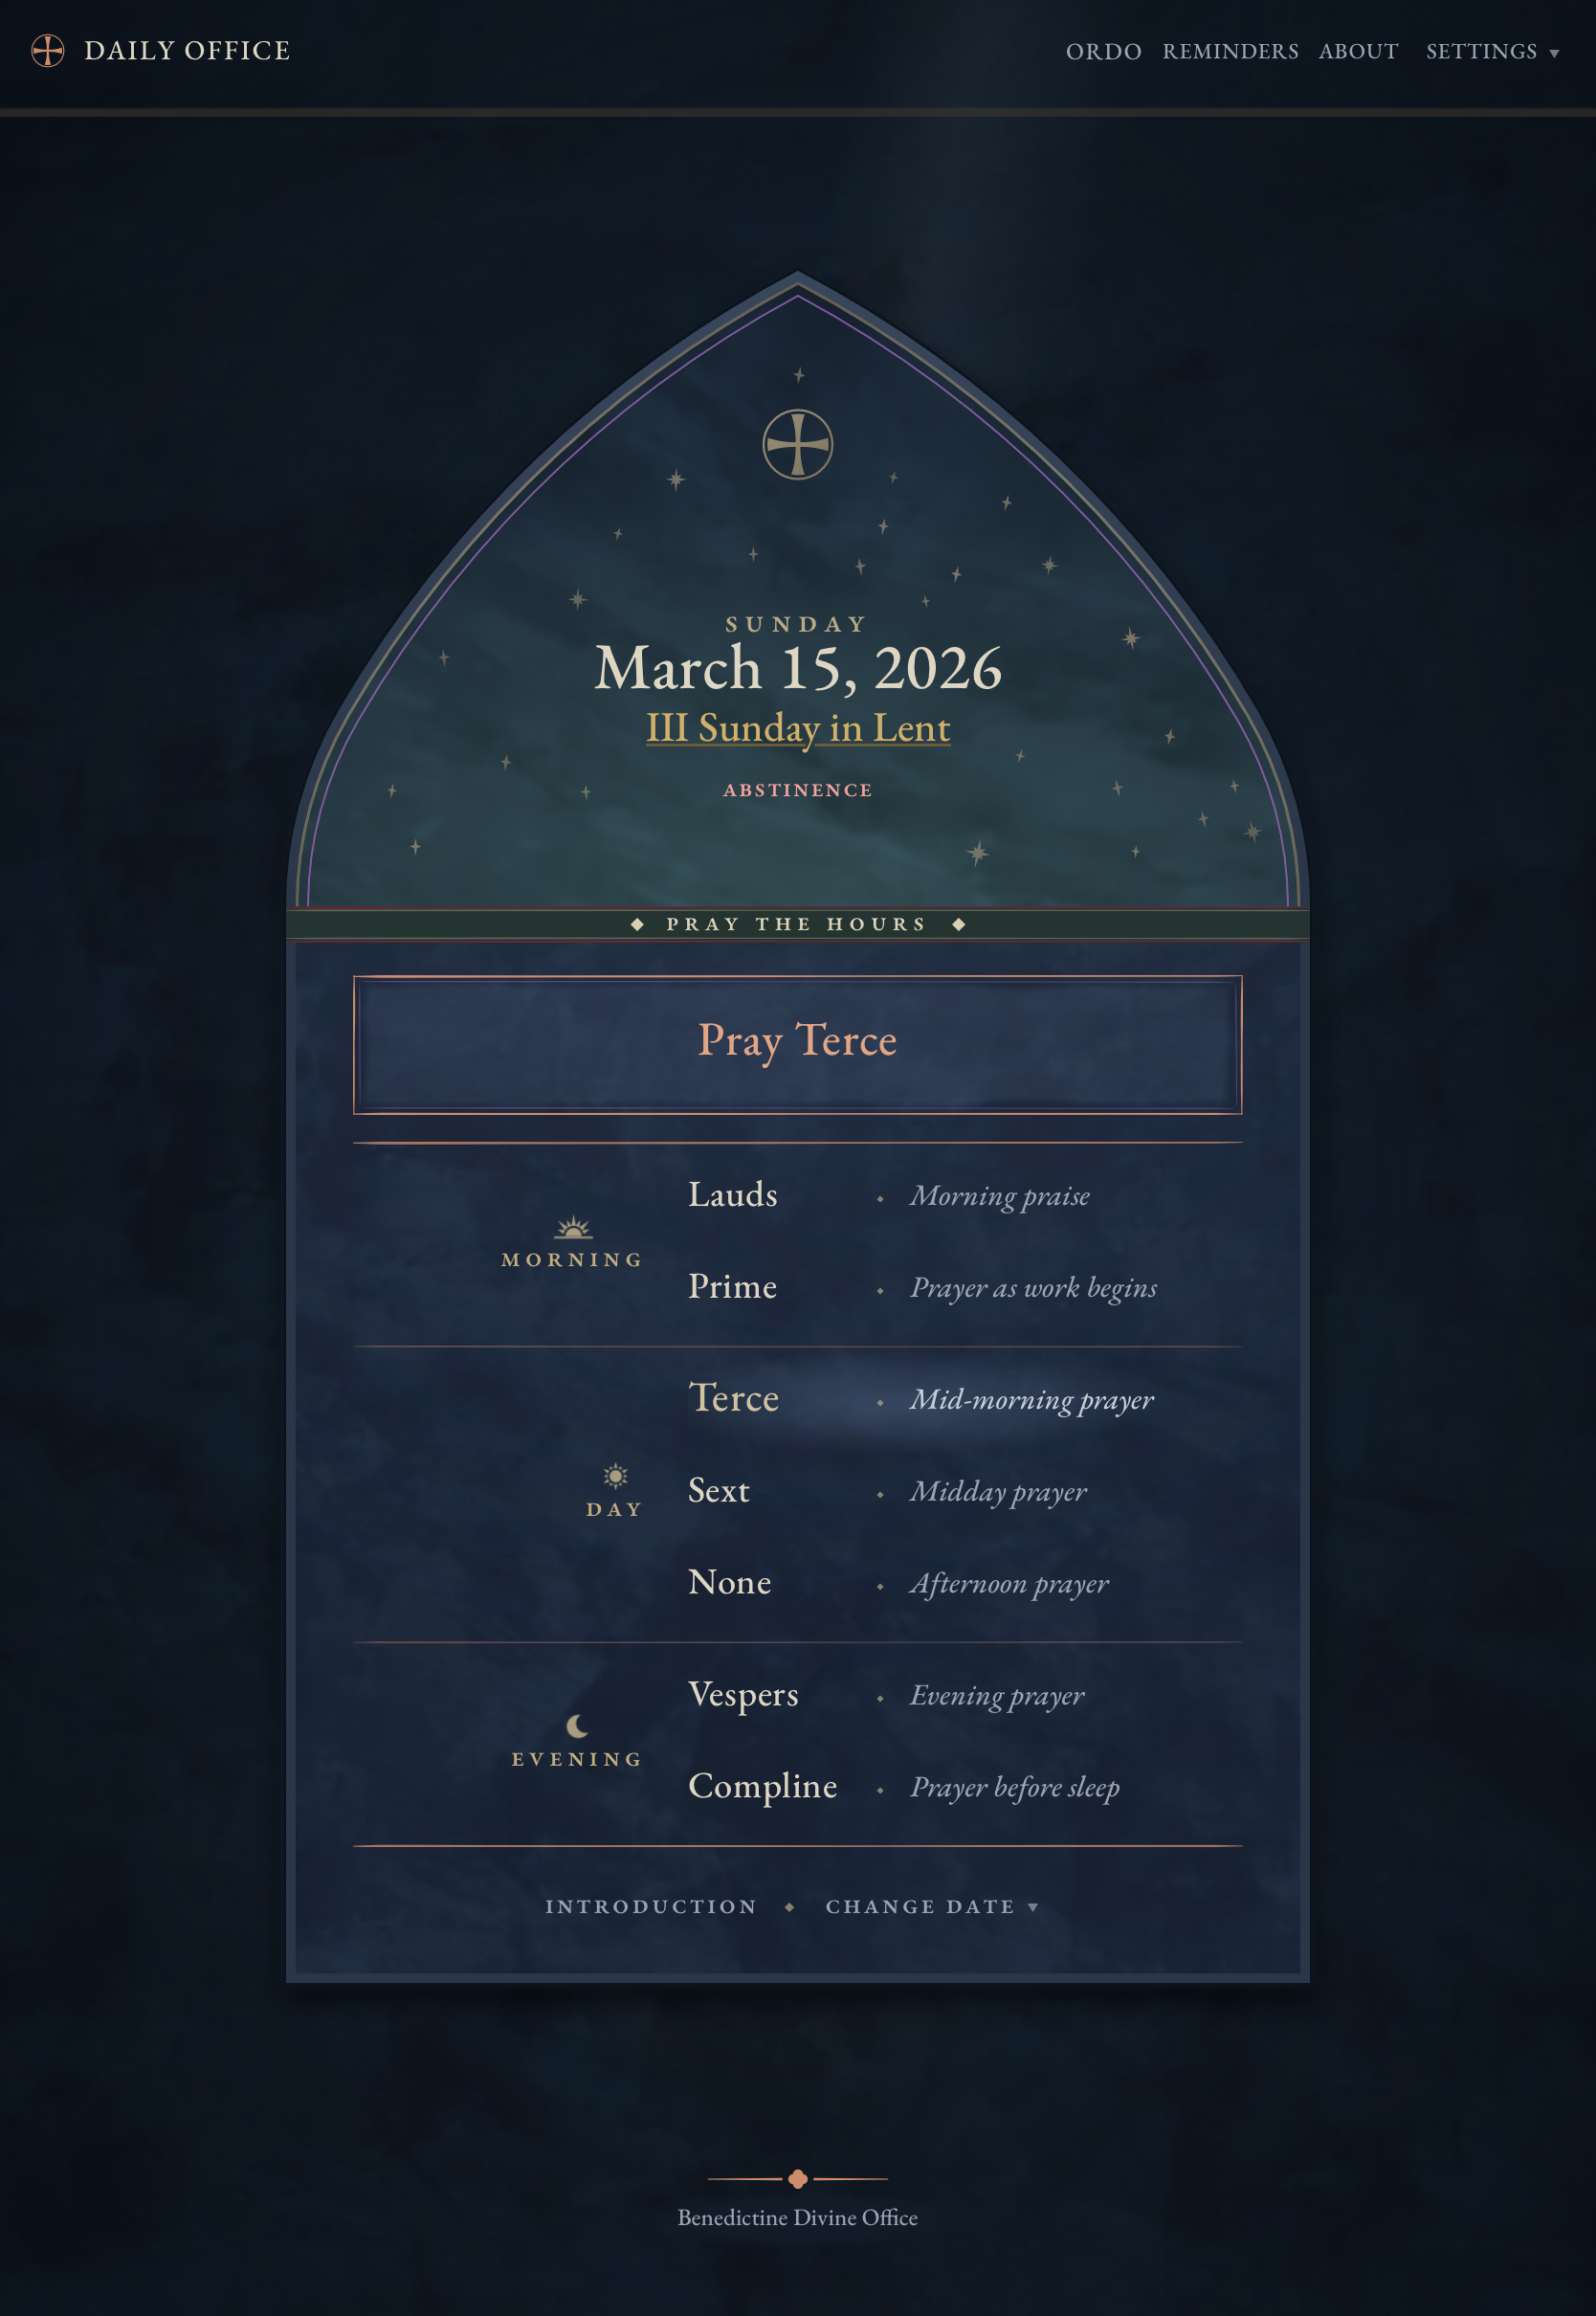 DAILY OFFICE
ORDO REMINDERS ABOUT SETTINGS ▼
SUNDAY
March 15, 2026
III Sunday in Lent
ABSTINENCE
◆ PRAY THE HOURS ◆
Pray Terce
MORNING
Lauds ◆ Morning praise
Prime ◆ Prayer as work begins
DAY
Terce ◆ Mid-morning prayer
Sext ◆ Midday prayer
None ◆ Afternoon prayer
EVENING
Vespers ◆ Evening prayer
Compline ◆ Prayer before sleep
INTRODUCTION ◆ CHANGE DATE ▼
Benedictine Divine Office